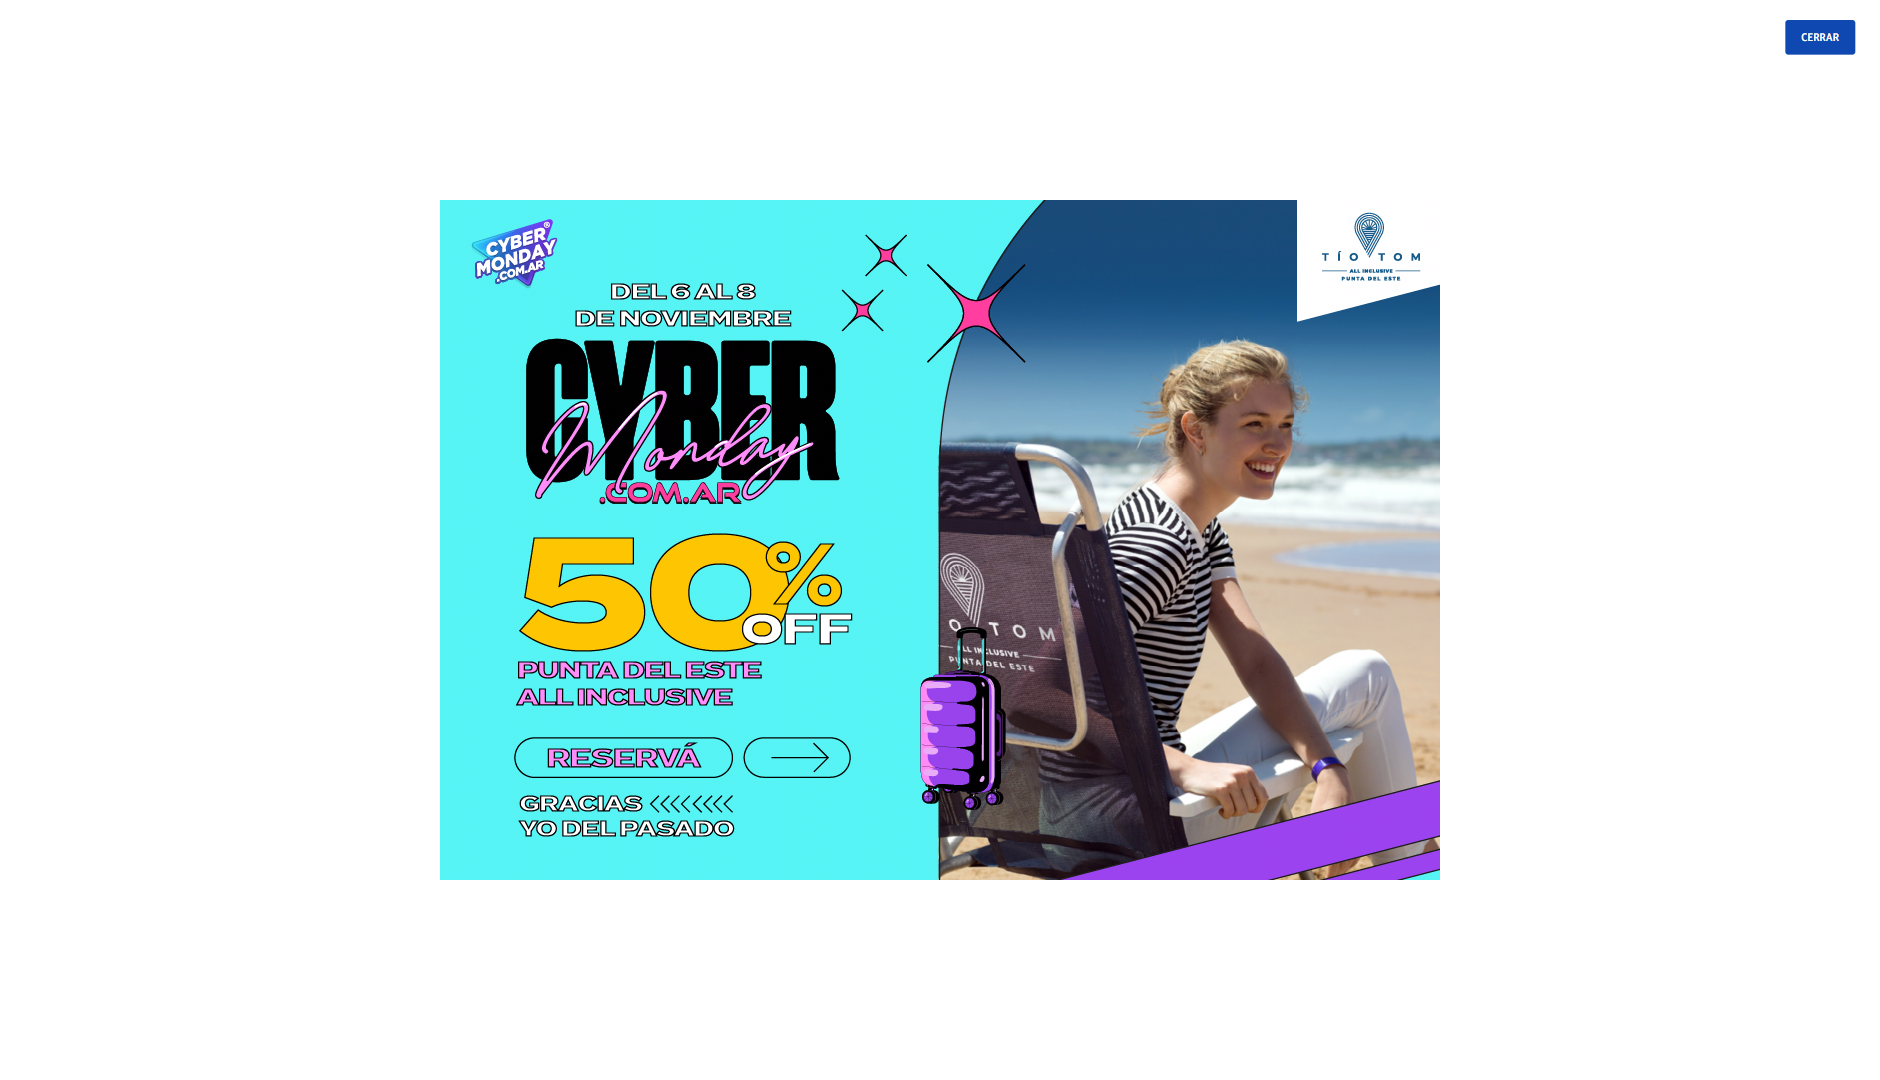 CERRAR
CYBER
MONDAY
.COM.AR
TÍO TOM
ALL INCLUSIVE
PUNTA DEL ESTE
DEL 6 AL 8
DE NOVIEMBRE
CYBER
Monday
.COM.AR
50%
OFF
PUNTA DEL ESTE
ALL INCLUSIVE
RESERVÁ
GRACIAS
YO DEL PASADO
O TOM
ALL INCLUSIVE
PUNTA DEL ESTE